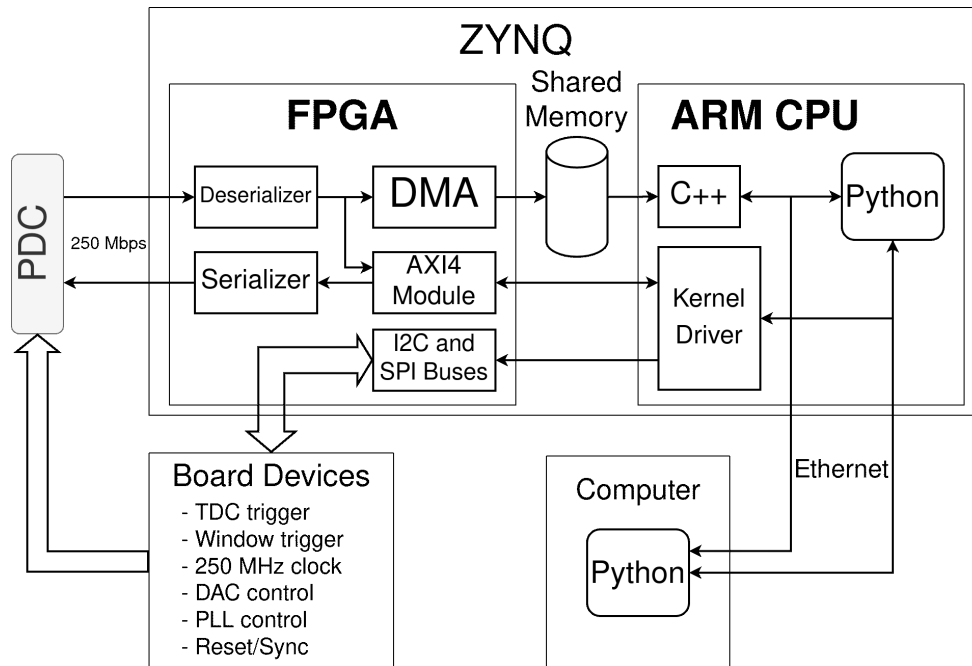 ZYNQ
Shared
Memory
FPGA
ARM CPU
PDC
250 Mbps
Deserializer
DMA
C++
Python
Serializer
AXI4
Module
Kernel
Driver
I2C and
SPI Buses
Ethernet
Board Devices
- TDC trigger
- Window trigger
- 250 MHz clock
- DAC control
- PLL control
- Reset/Sync
Computer
Python